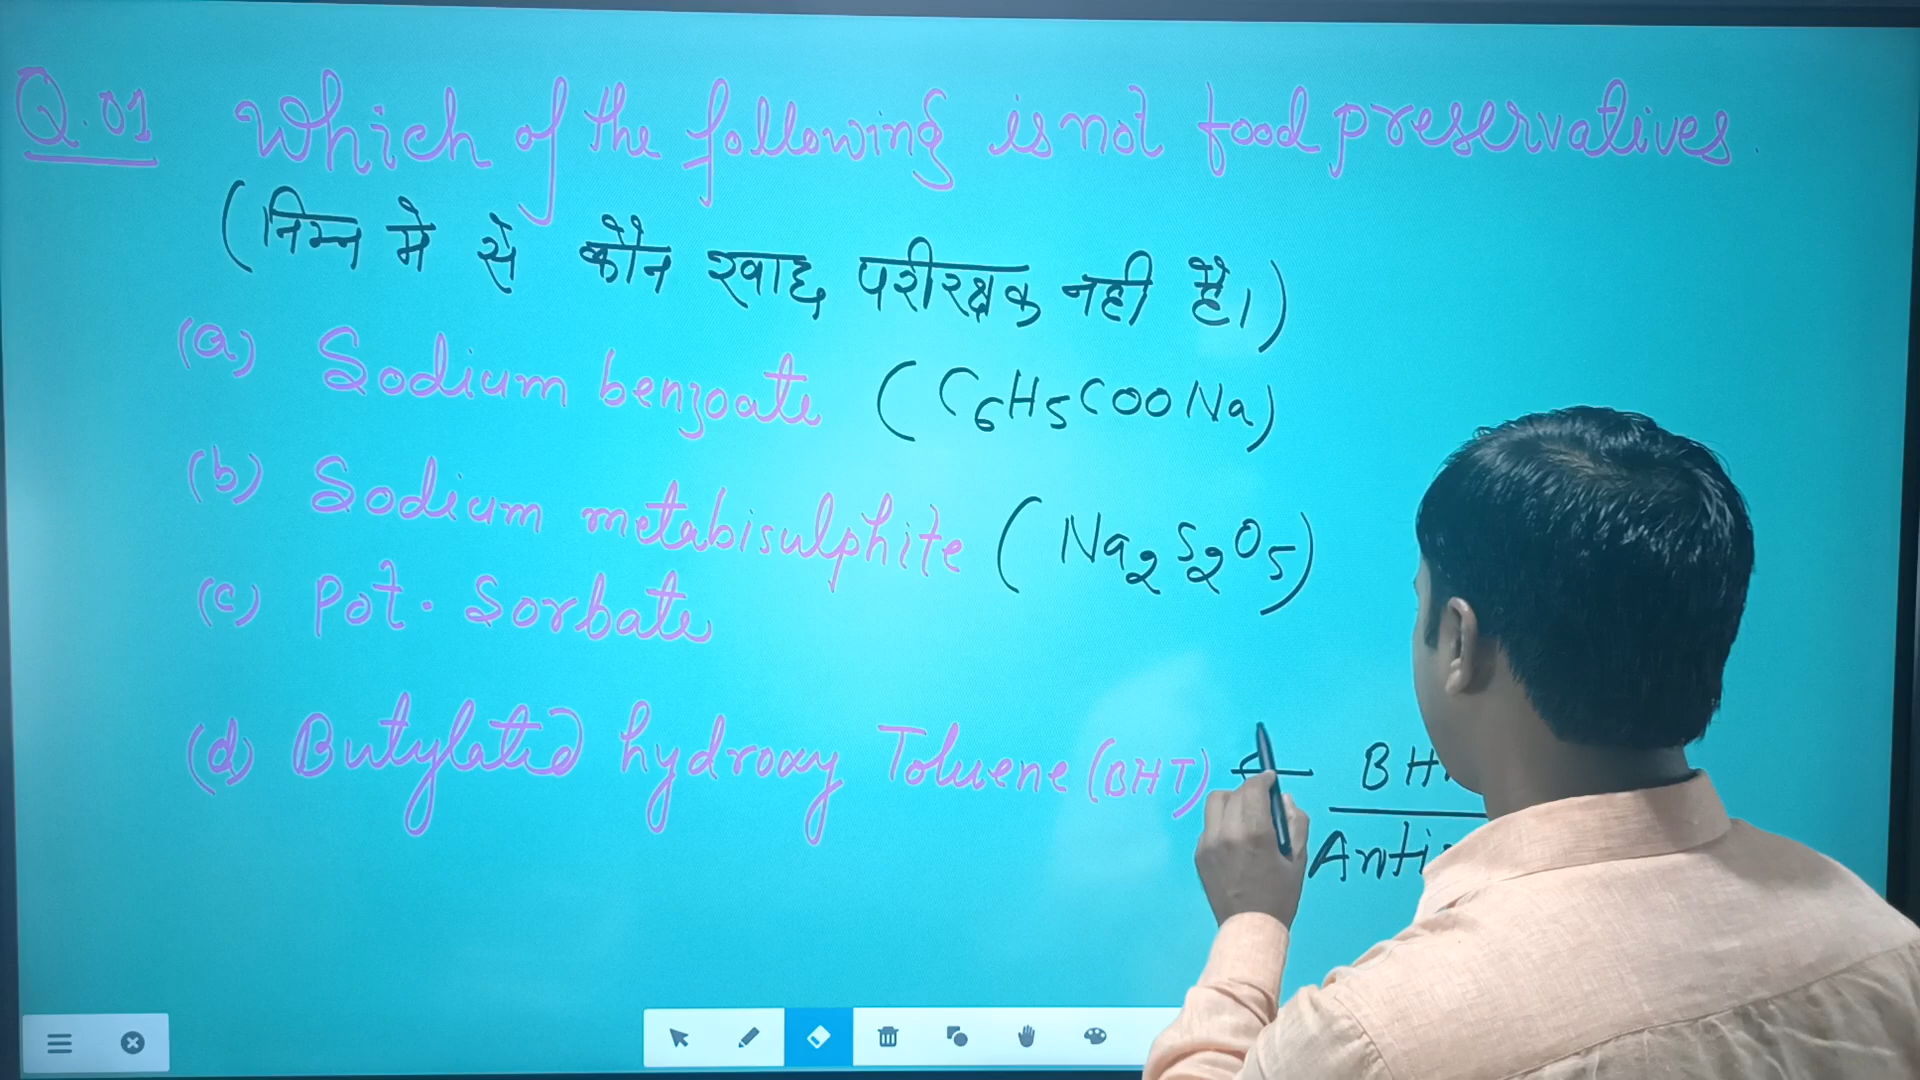 Q.01 Which of the following is not food preservatives.
(निम्न मे से कौन खाद्य परीरक्षक नही है।)
(a) Sodium benzoate (C6H5COONa)
(b) Sodium metabisulphite (Na2S2O5)
(c) Pot. Sorbate
(d) Butylated hydroxy Toluene (BHT) ←